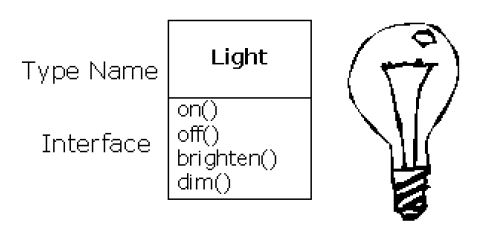 Type Name
Light
Interface
on()
off()
brighten()
dim()